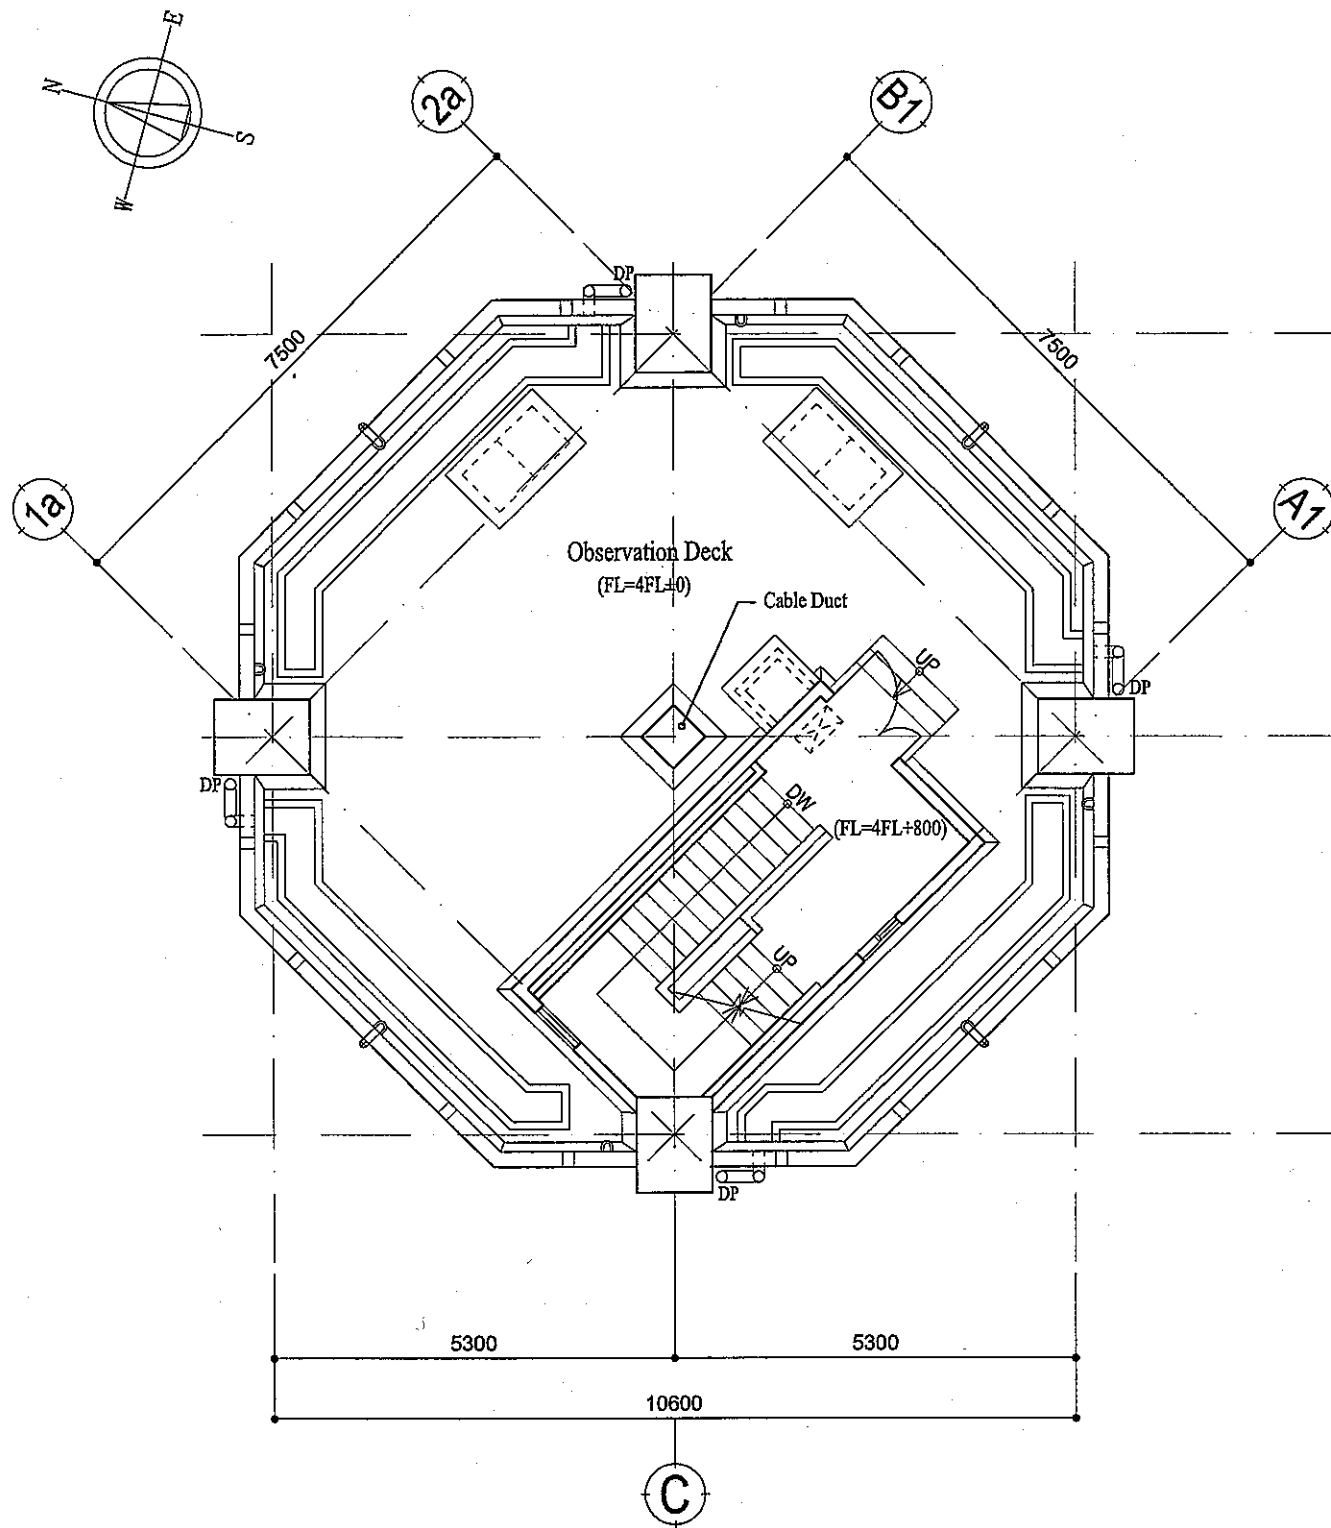 E
N
S
W
2a
B1
DP
7500
7500
1a
A1
Observation Deck
(FL=4FL±0)
Cable Duct
UP
DP
DP
DW
(FL=4FL+800)
UP
DP
5300
5300
10600
C